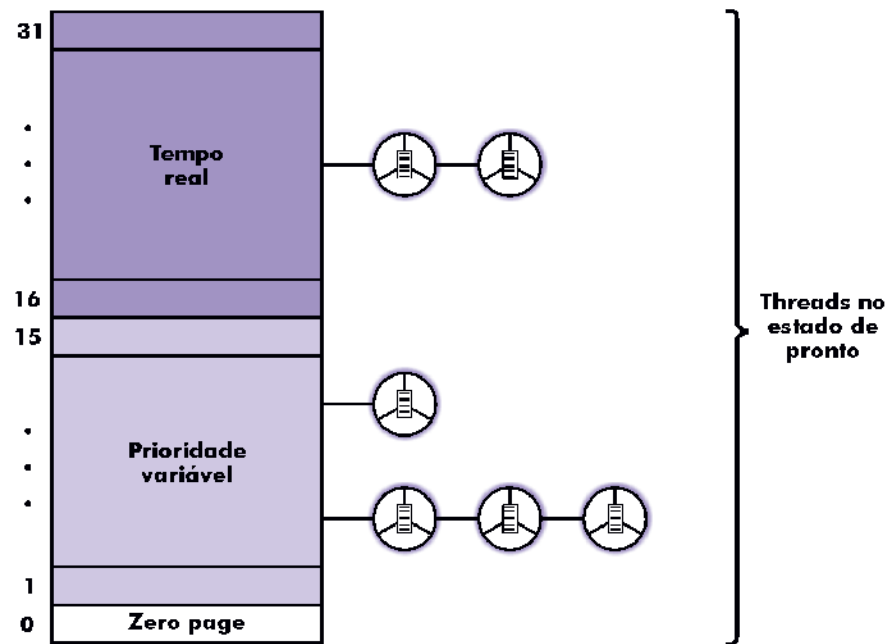 31
Tempo
real
16
15
Threads no
estado de
pronto
Prioridade
variável
1
0
Zero page